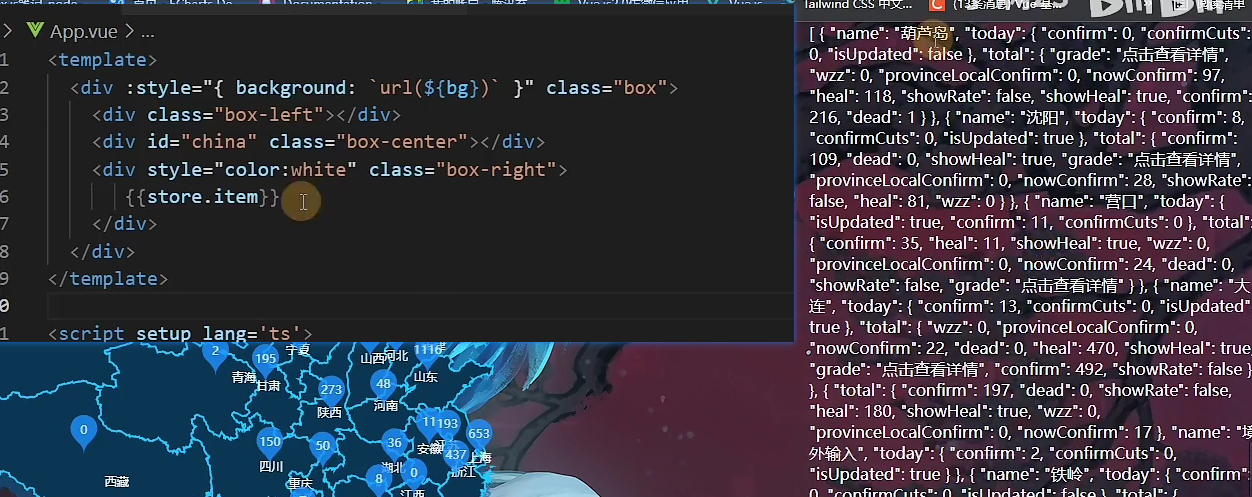 App.vue > ...
1 <template>
2 <div :style="{ background: `url(${bg})` }" class="box">
3 <div class="box-left"></div>
4 <div id="china" class="box-center"></div>
5 <div style="color:white" class="box-right">
6 {{store.item}}
7 </div>
8 </div>
9 </template>
0
1 <script setup lang='ts'>
2
195
宁夏
青海
甘肃
山西
河北
1116
山东
273
陕西
48
河南
0
西藏
150
四川
50
重庆
36
湖北
11
193
安徽
653
上海
437
浙江
8
0
江西
Tailwind CSS 中文...
[ { "name": "葫芦岛", "today": { "confirm": 0, "confirmCuts":
0, "isUpdated": false }, "total": { "grade": "点击查看详情",
"wzz": 0, "provinceLocalConfirm": 0, "nowConfirm": 97,
"heal": 118, "showRate": false, "showHeal": true, "confirm":
216, "dead": 1 } }, { "name": "沈阳", "today": { "confirm": 8,
"confirmCuts": 0, "isUpdated": true }, "total": { "confirm":
109, "dead": 0, "showHeal": true, "grade": "点击查看详情",
"provinceLocalConfirm": 0, "nowConfirm": 28, "showRate":
false, "heal": 81, "wzz": 0 } }, { "name": "营口", "today": {
"isUpdated": true, "confirm": 11, "confirmCuts": 0 }, "total":
{ "confirm": 35, "heal": 11, "showHeal": true, "wzz": 0,
"provinceLocalConfirm": 0, "nowConfirm": 24, "dead": 0,
"showRate": false, "grade": "点击查看详情" } }, { "name": "大
连", "today": { "confirm": 13, "confirmCuts": 0, "isUpdated":
true }, "total": { "wzz": 0, "provinceLocalConfirm": 0,
"nowConfirm": 22, "dead": 0, "heal": 470, "showHeal": true,
"grade": "点击查看详情", "confirm": 492, "showRate": false }
}, { "total": { "confirm": 197, "dead": 0, "showRate": false,
"heal": 180, "showHeal": true, "wzz": 0,
"provinceLocalConfirm": 0, "nowConfirm": 17 }, "name": "境
外输入", "today": { "confirm": 2, "confirmCuts": 0,
"isUpdated": true } }, { "name": "铁岭", "today": { "confirm":
0, "confirmCuts": 0, "isUpdated": false }, "total": {